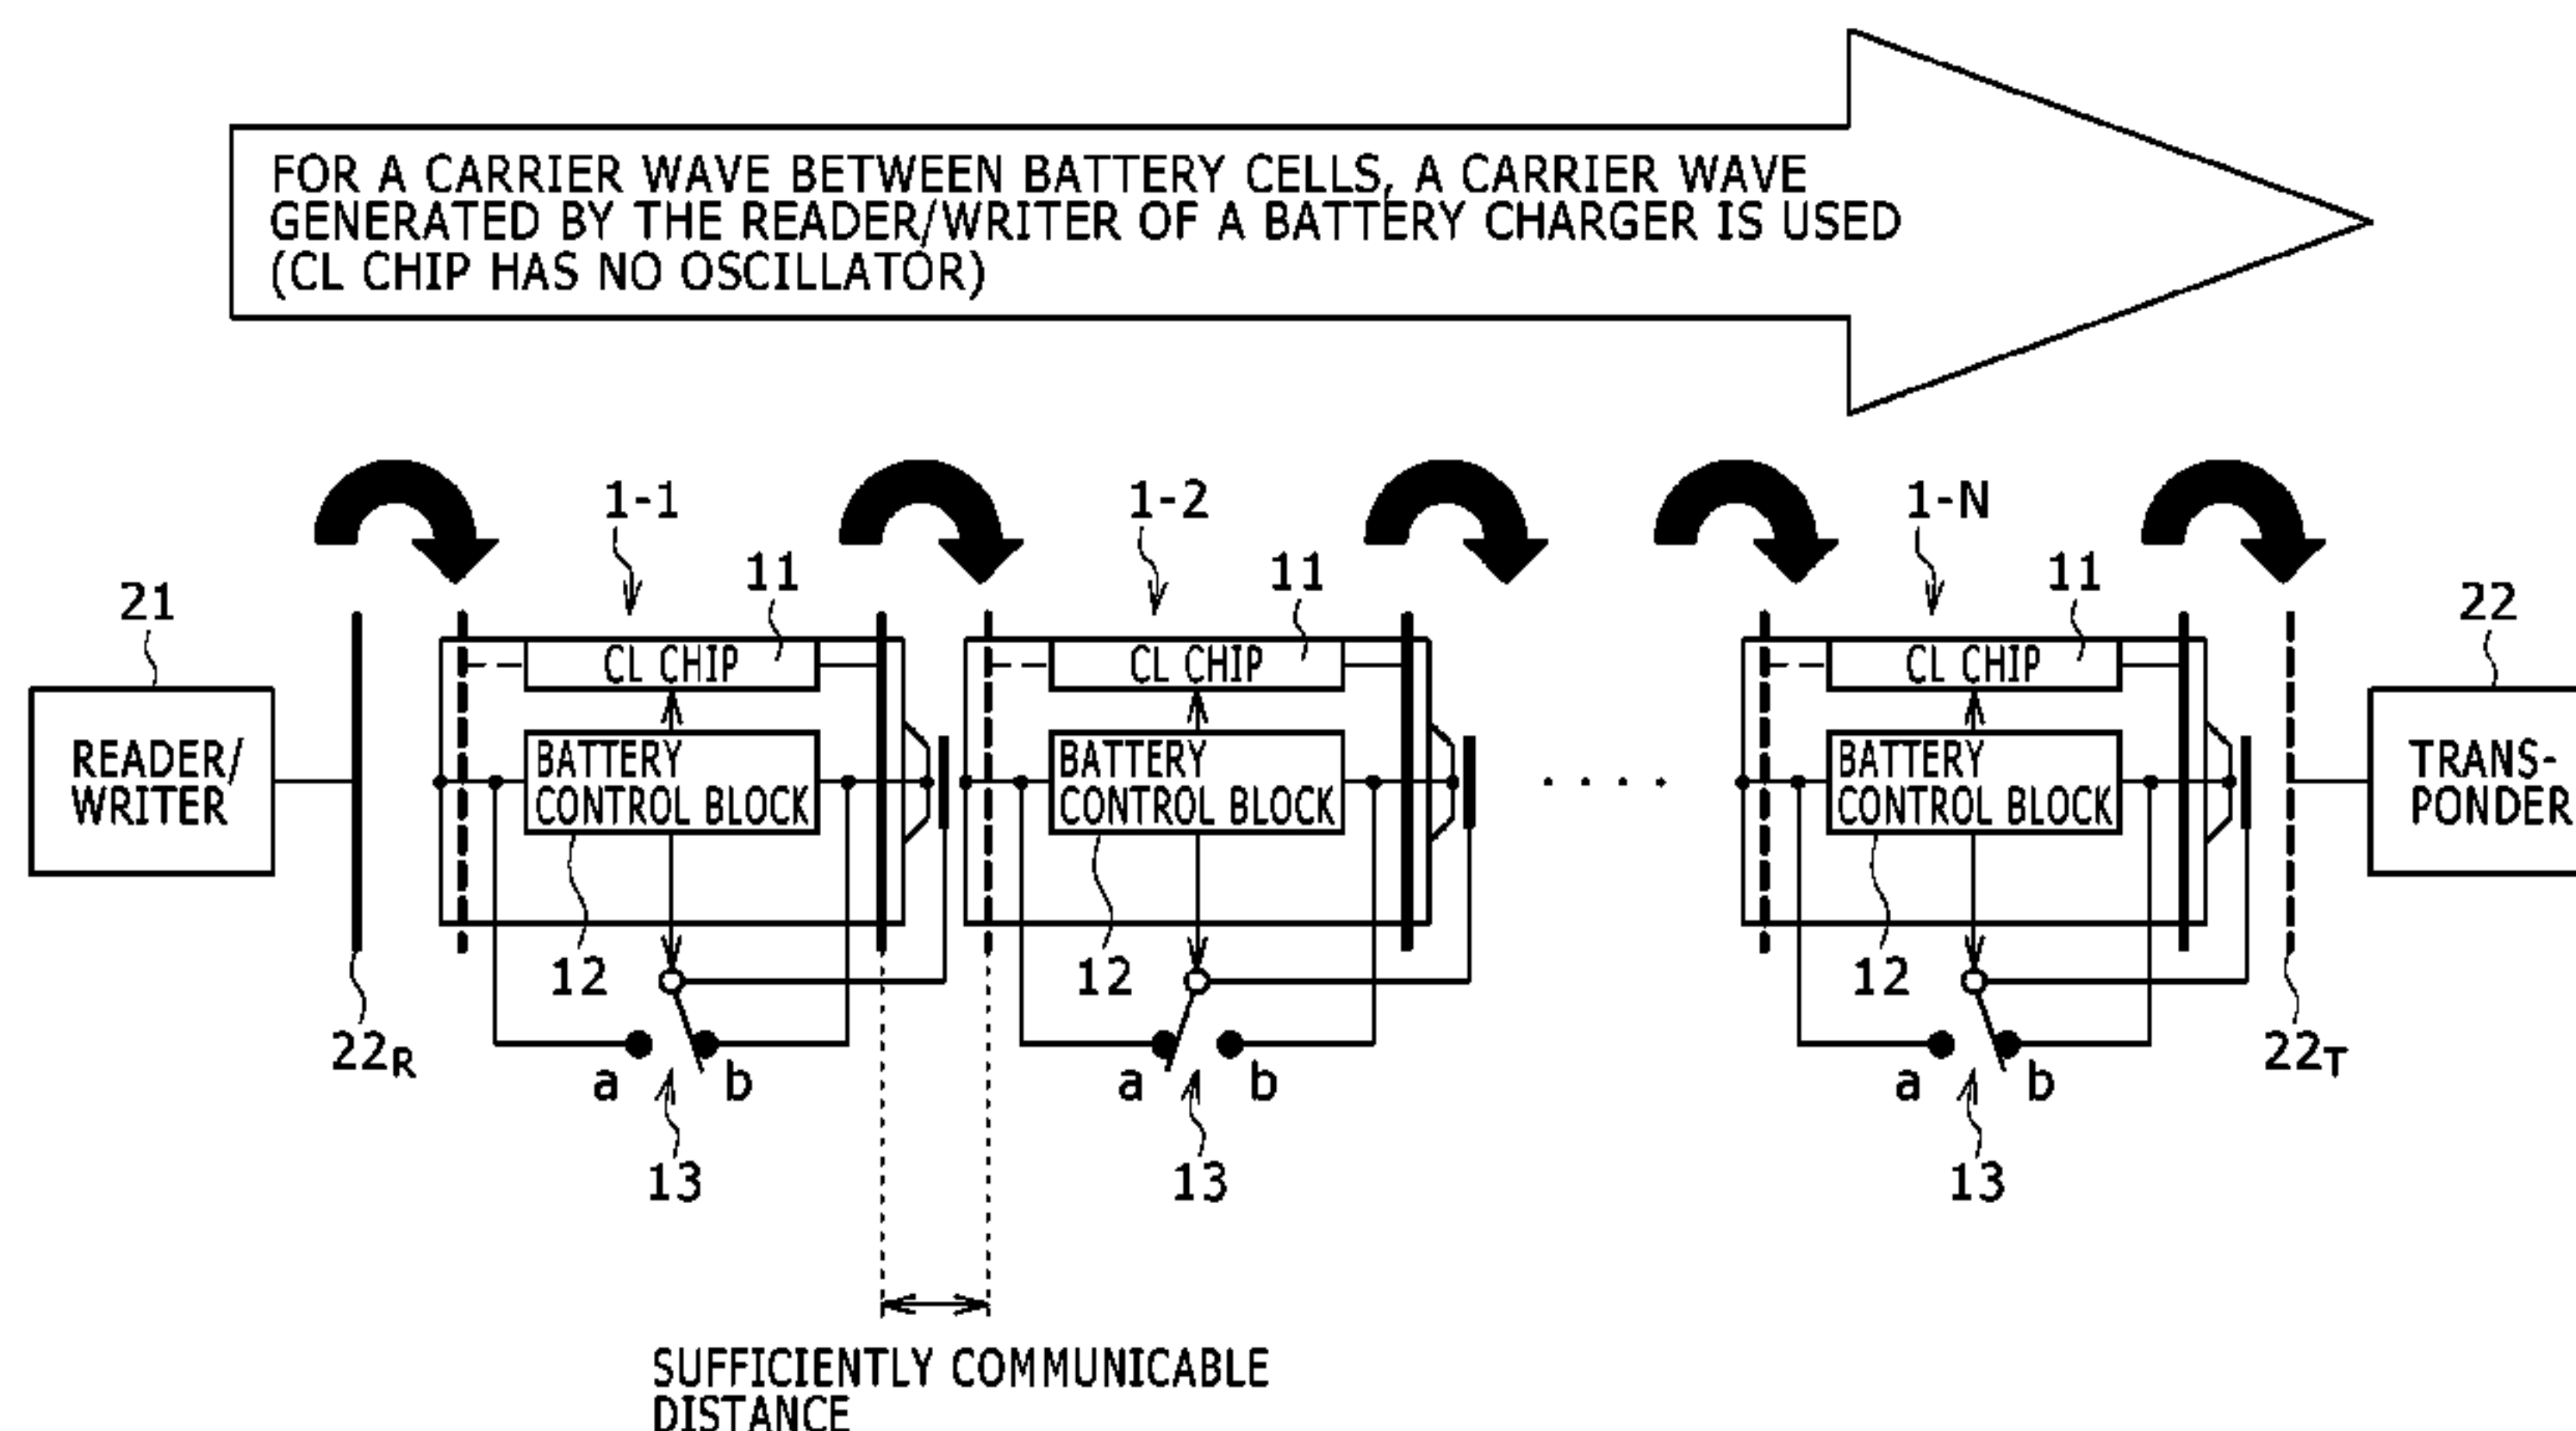 FOR A CARRIER WAVE BETWEEN BATTERY CELLS, A CARRIER WAVE
GENERATED BY THE READER/WRITER OF A BATTERY CHARGER IS USED
(CL CHIP HAS NO OSCILLATOR)
1-1
1-2
1-N
21
11
11
11
22
CL CHIP
CL CHIP
CL CHIP
READER/
WRITER
BATTERY
CONTROL BLOCK
BATTERY
CONTROL BLOCK
. . . .
BATTERY
CONTROL BLOCK
TRANS-
PONDER
12
12
12
22R
a
b
a
b
a
b
22T
13
13
13
SUFFICIENTLY COMMUNICABLE
DISTANCE